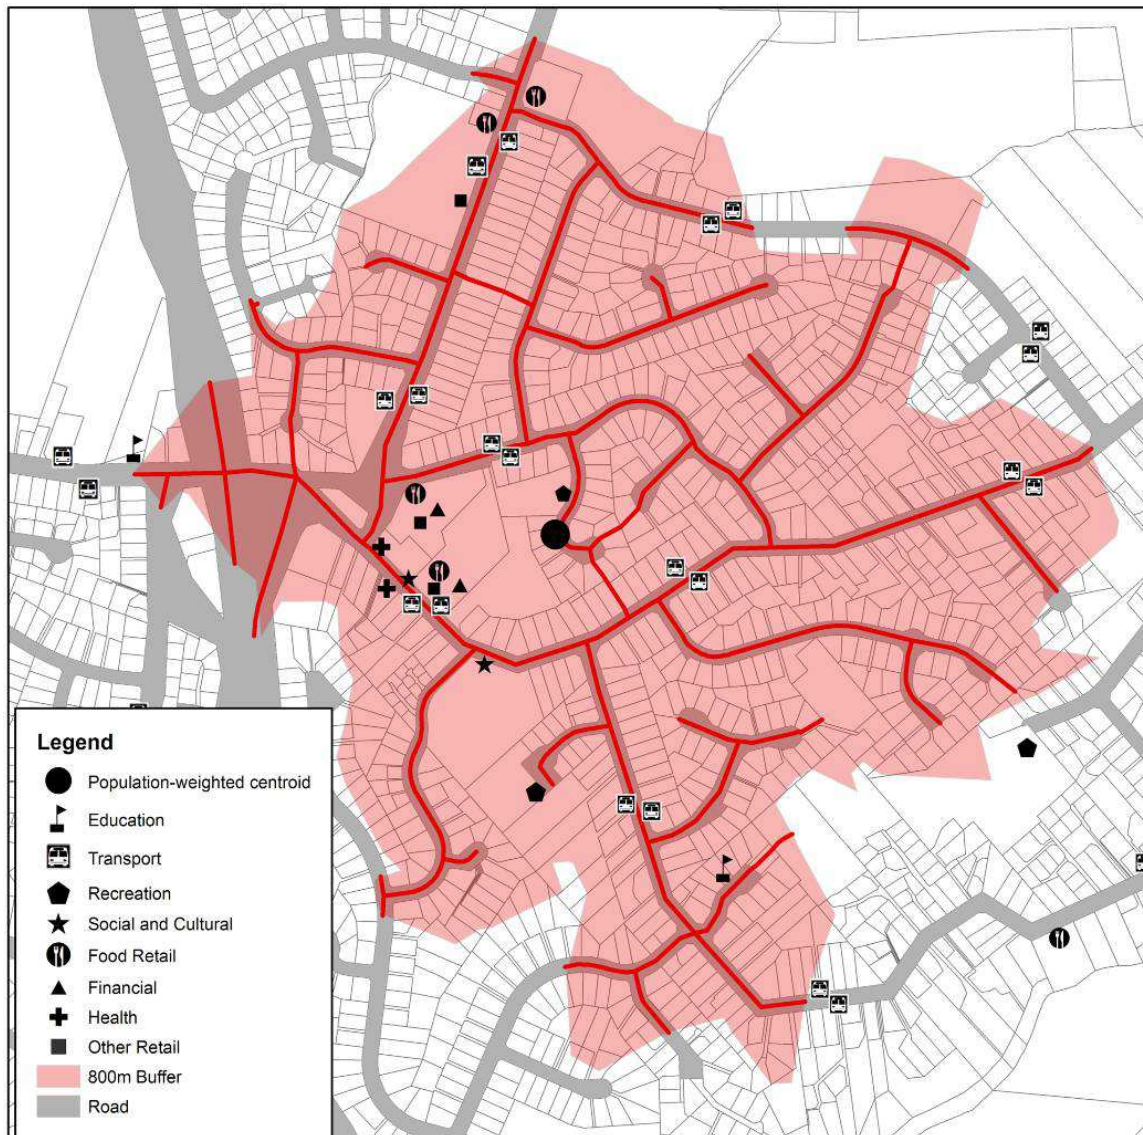 Legend
Population-weighted centroid
Education
Transport
Recreation
Social and Cultural
Food Retail
Financial
Health
Other Retail
800m Buffer
Road